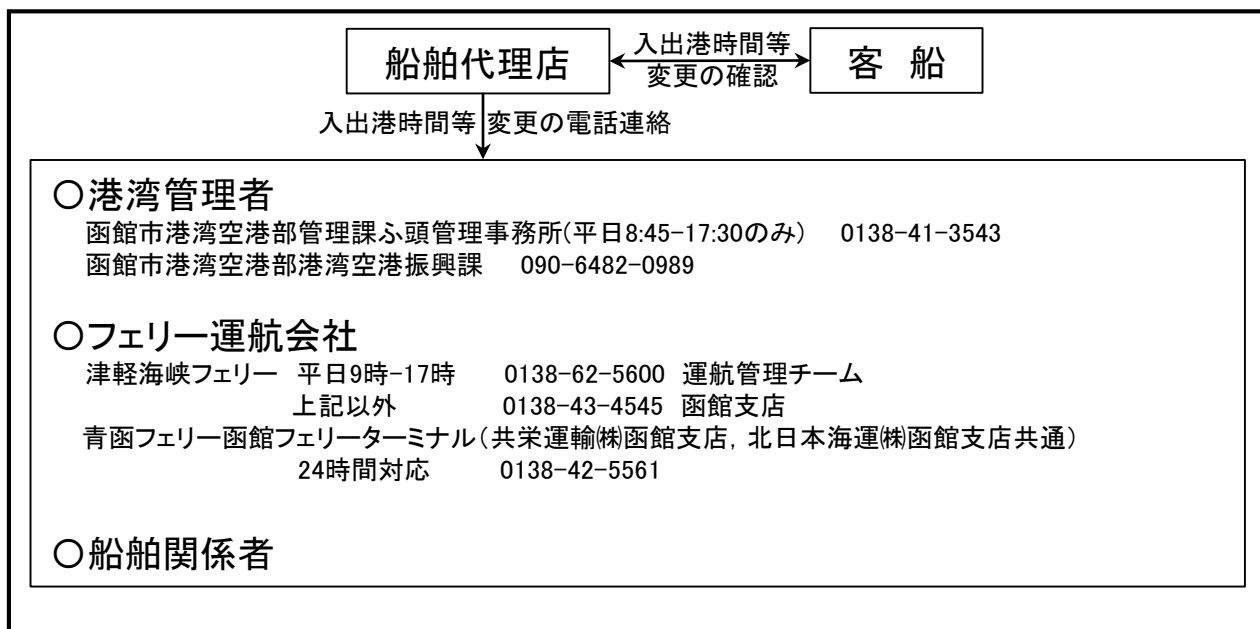 船舶代理店
入出港時間等
変更の確認
客 船
入出港時間等 変更の電話連絡
○港湾管理者
函館市港湾空港部管理課ふ頭管理事務所(平日8:45-17:30のみ) 0138-41-3543
函館市港湾空港部港湾空港振興課 090-6482-0989
○フェリー運航会社
津軽海峡フェリー 平日9時-17時 0138-62-5600 運航管理チーム
上記以外 0138-43-4545 函館支店
青函フェリー函館フェリーターミナル(共栄運輸㈱函館支店,北日本海運㈱函館支店共通)
24時間対応 0138-42-5561
○船舶関係者